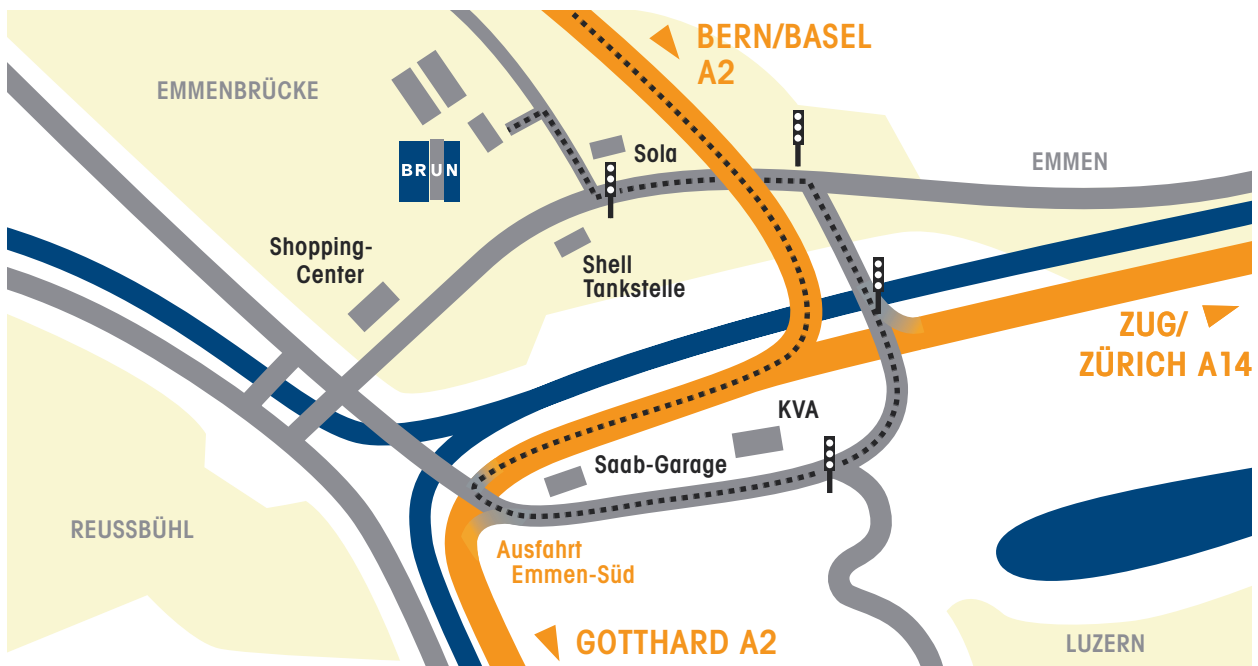 BERN/BASEL
A2
EMMENBRÜCKE
Sola
EMMEN
BRUN
Shopping-
Center
Shell
Tankstelle
ZUG/
ZÜRICH A14
KVA
Saab-Garage
REUSSBÜHL
Ausfahrt
Emmen-Süd
GOTTHARD A2
LUZERN